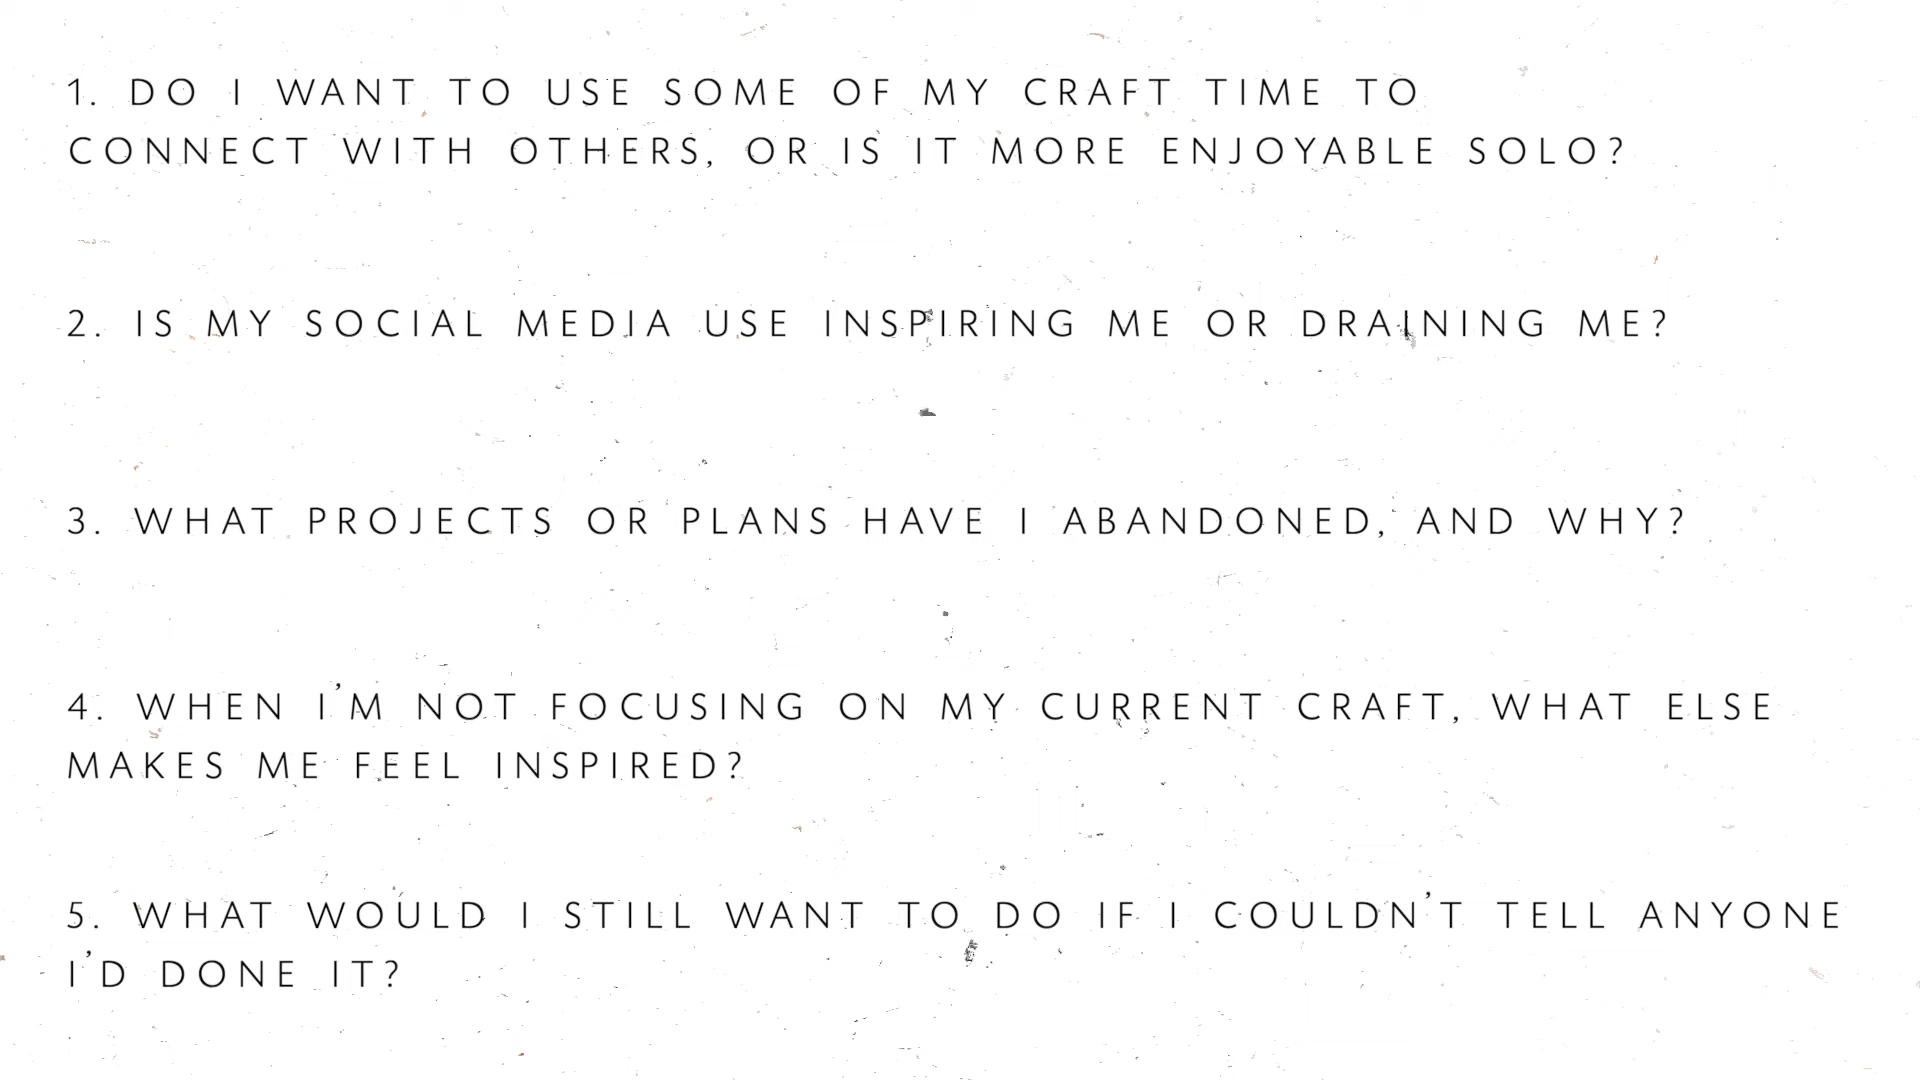 1. DO I WANT TO USE SOME OF MY CRAFT TIME TO
CONNECT WITH OTHERS, OR IS IT MORE ENJOYABLE SOLO?
2. IS MY SOCIAL MEDIA USE INSPIRING ME OR DRAINING ME?
3. WHAT PROJECTS OR PLANS HAVE I ABANDONED, AND WHY?
4. WHEN I'M NOT FOCUSING ON MY CURRENT CRAFT, WHAT ELSE
MAKES ME FEEL INSPIRED?
5. WHAT WOULD I STILL WANT TO DO IF I COULDN'T TELL ANYONE
I'D DONE IT?